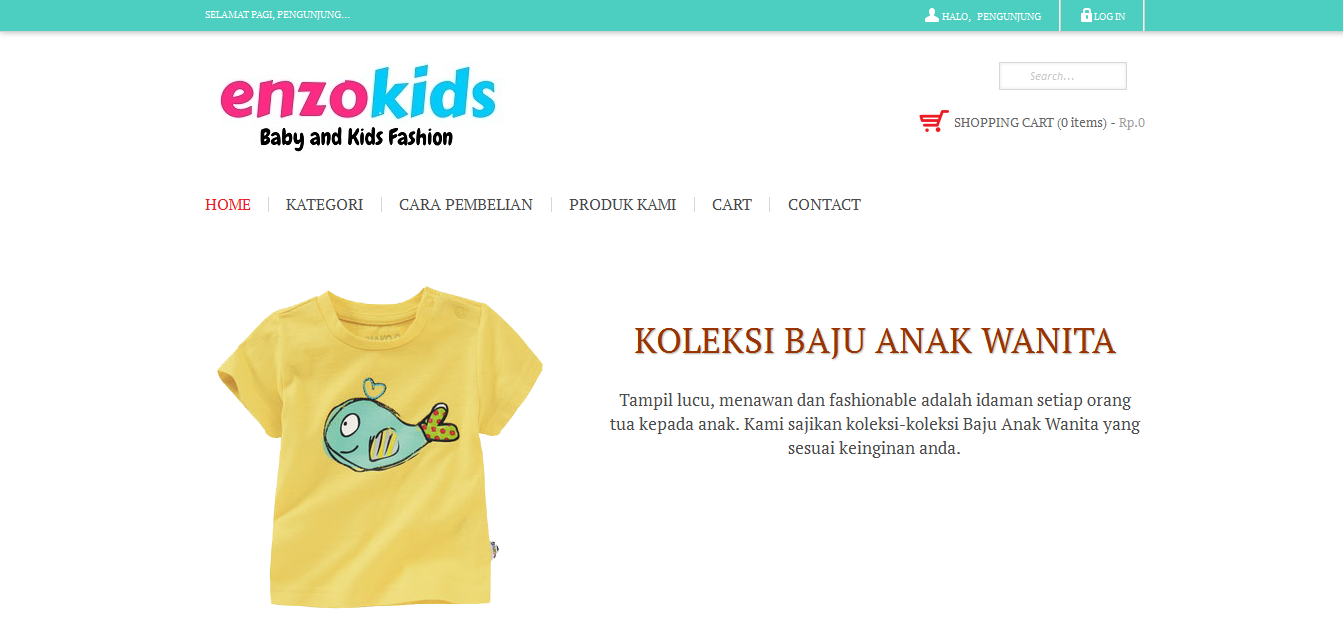 SELAMAT PAGI, PENGUNJUNG...
HALO, PENGUNJUNG
LOG IN
enzokids
Baby and Kids Fashion
Search...
SHOPPING CART (0 items) - Rp.0
HOME
KATEGORI
CARA PEMBELIAN
PRODUK KAMI
CART
CONTACT
KOLEKSI BAJU ANAK WANITA
Tampil lucu, menawan dan fashionable adalah idaman setiap orang
tua kepada anak. Kami sajikan koleksi-koleksi Baju Anak Wanita yang
sesuai keinginan anda.